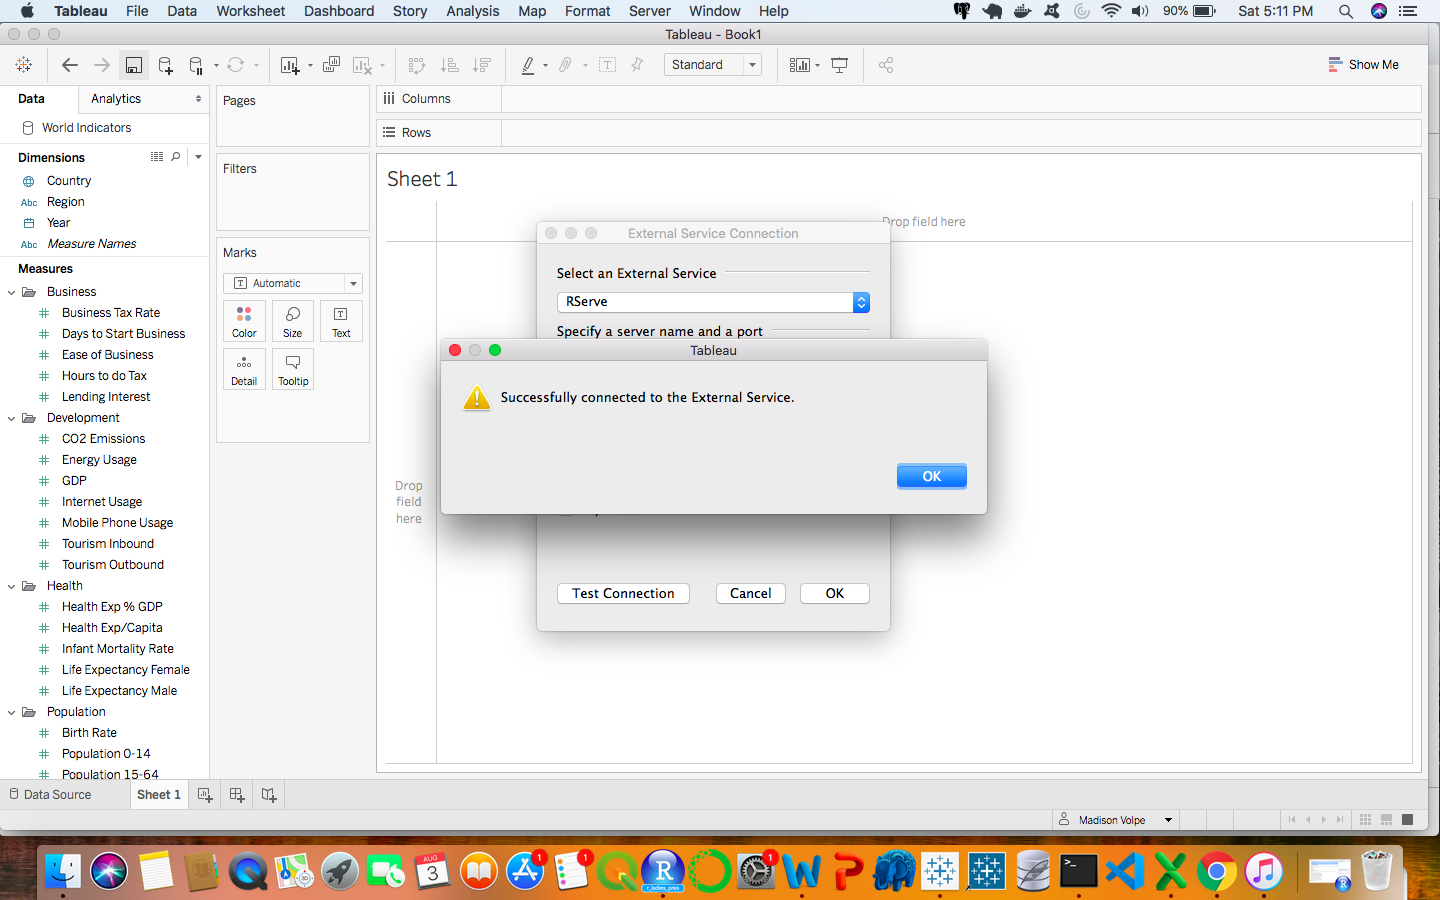 Tableau File Data Worksheet Dashboard Story Analysis Map Format Server Window Help 90% Sat 5:11 PM
Tableau - Book1
Standard Show Me
Data Analytics
World Indicators
Dimensions
Country
Abc Region
Year
Abc Measure Names
Measures
Business
Business Tax Rate
Days to Start Business
Ease of Business
Hours to do Tax
Lending Interest
Development
CO2 Emissions
Energy Usage
GDP
Internet Usage
Mobile Phone Usage
Tourism Inbound
Tourism Outbound
Health
Health Exp % GDP
Health Exp/Capita
Infant Mortality Rate
Life Expectancy Female
Life Expectancy Male
Population
Birth Rate
Population 0-14
Population 15-64
Pages
Filters
Marks
Automatic
Color Size Text
Detail Tooltip
Columns
Rows
Sheet 1
Drop field here
Drop
field
here
External Service Connection
Select an External Service
RServe
Specify a server name and a port
Tableau
Successfully connected to the External Service.
OK
Test Connection Cancel OK
Data Source Sheet 1
Madison Volpe
AUG
3
1
1
R
r_ladies_pres
1